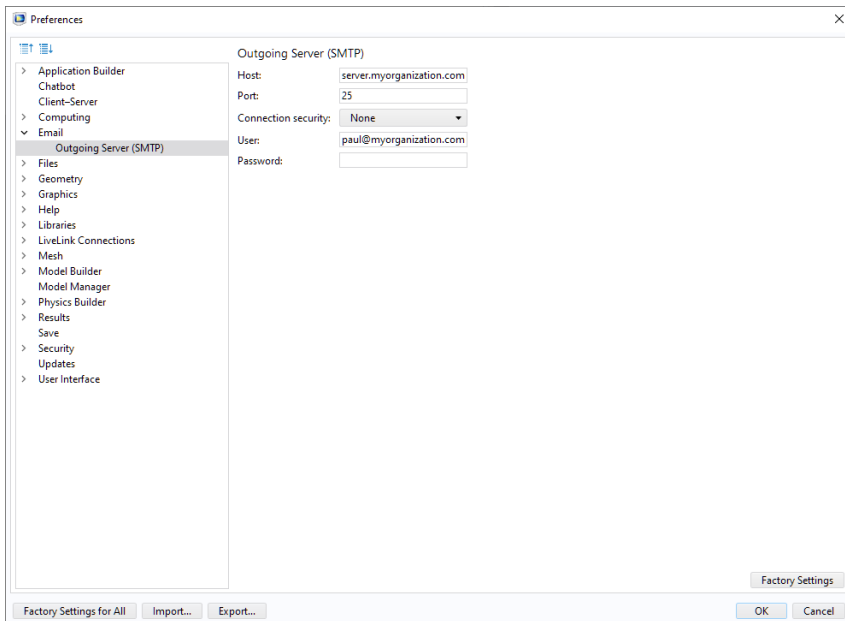 Preferences
Application Builder
Chatbot
Client–Server
Computing
Email
Outgoing Server (SMTP)
Files
Geometry
Graphics
Help
Libraries
LiveLink Connections
Mesh
Model Builder
Model Manager
Physics Builder
Results
Save
Security
Updates
User Interface
Outgoing Server (SMTP)
Host: server.myorganization.com
Port: 25
Connection security: None
User: paul@myorganization.com
Password:
Factory Settings
Factory Settings for All Import... Export... OK Cancel